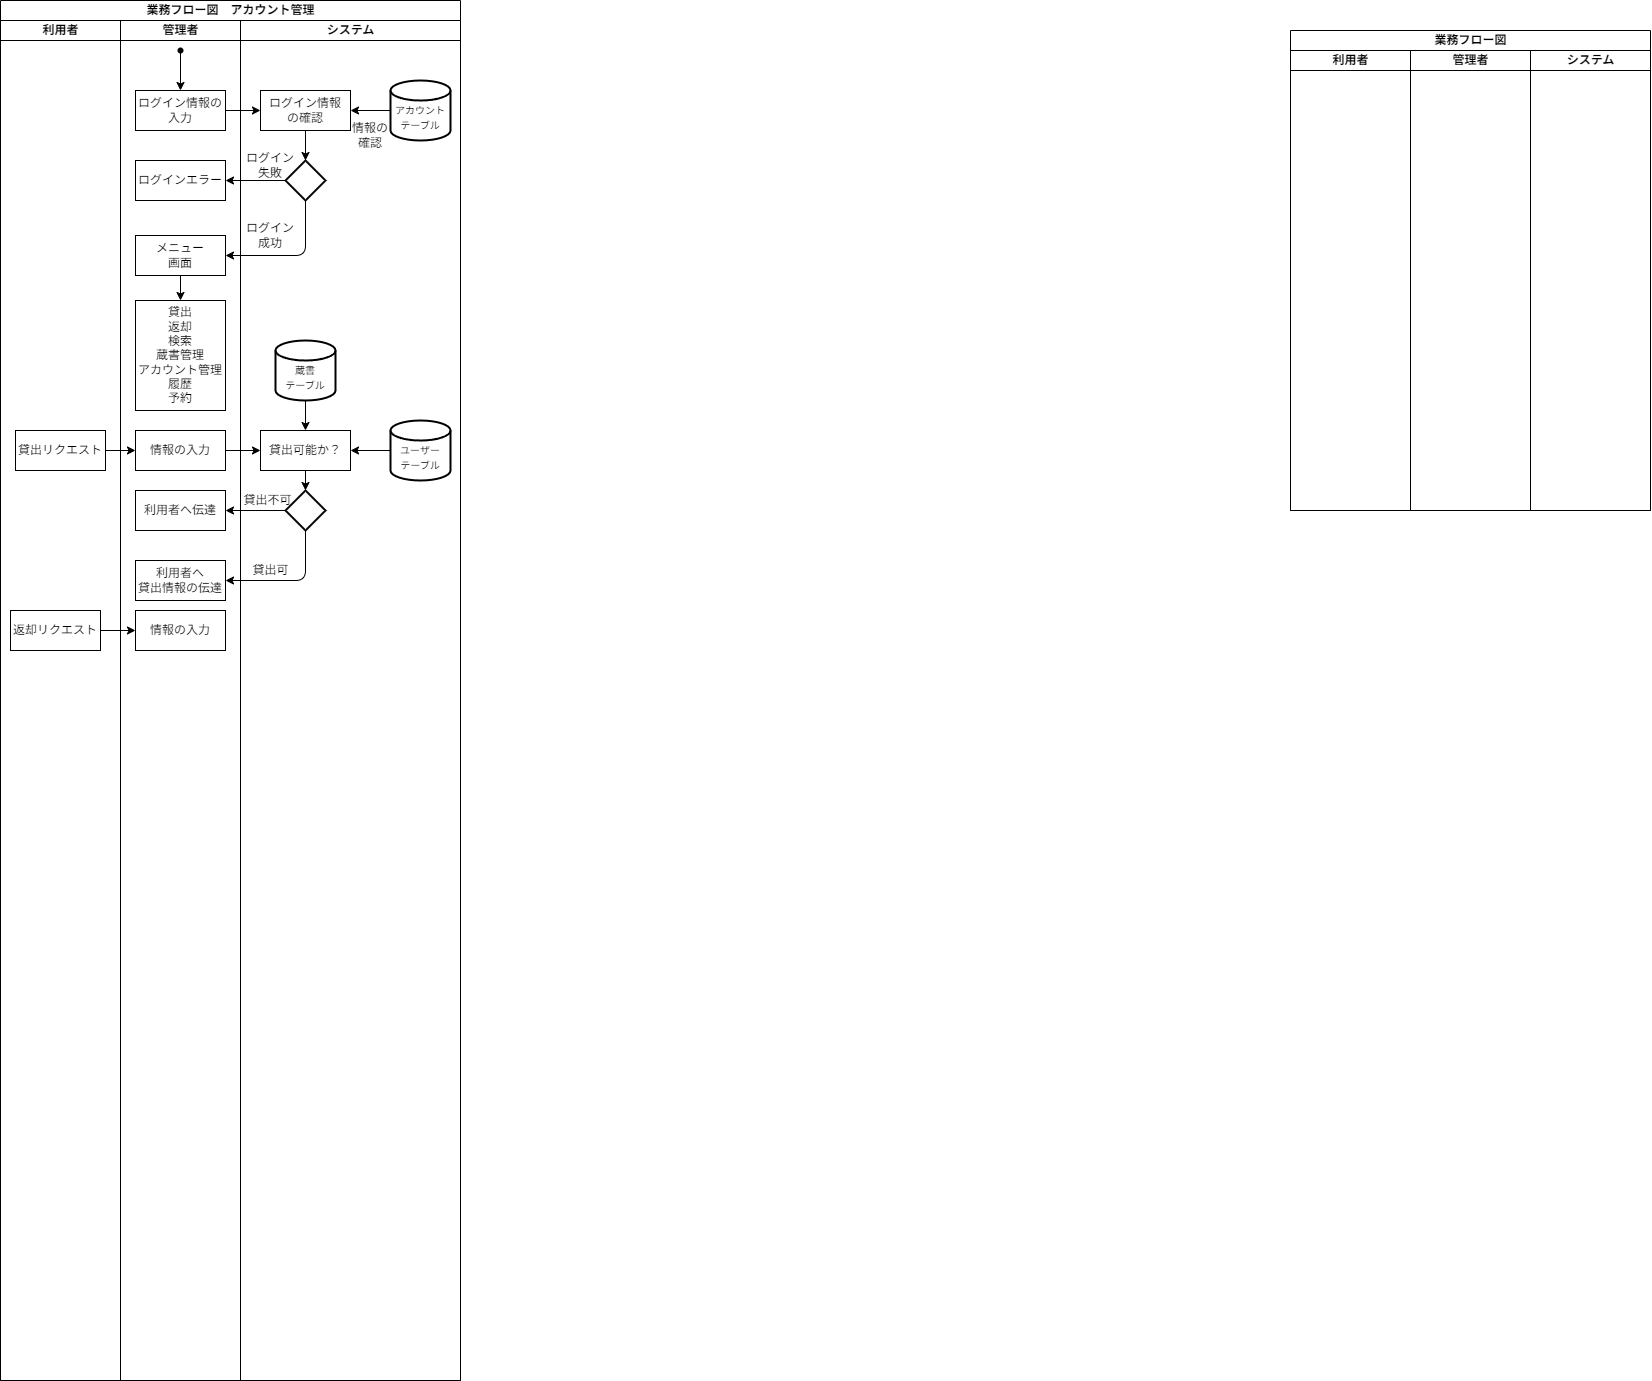 業務フロー図　アカウント管理
利用者
管理者
システム
ログイン情報の
入力
ログイン情報
の確認
アカウント
テーブル
情報の
確認
ログイン
失敗
ログインエラー
ログイン
成功
メニュー
画面
貸出
返却
検索
蔵書管理
アカウント管理
履歴
予約
蔵書
テーブル
貸出リクエスト
情報の入力
貸出可能か？
ユーザー
テーブル
貸出不可
利用者へ伝達
貸出可
利用者へ
貸出情報の伝達
返却リクエスト
情報の入力
業務フロー図
利用者
管理者
システム